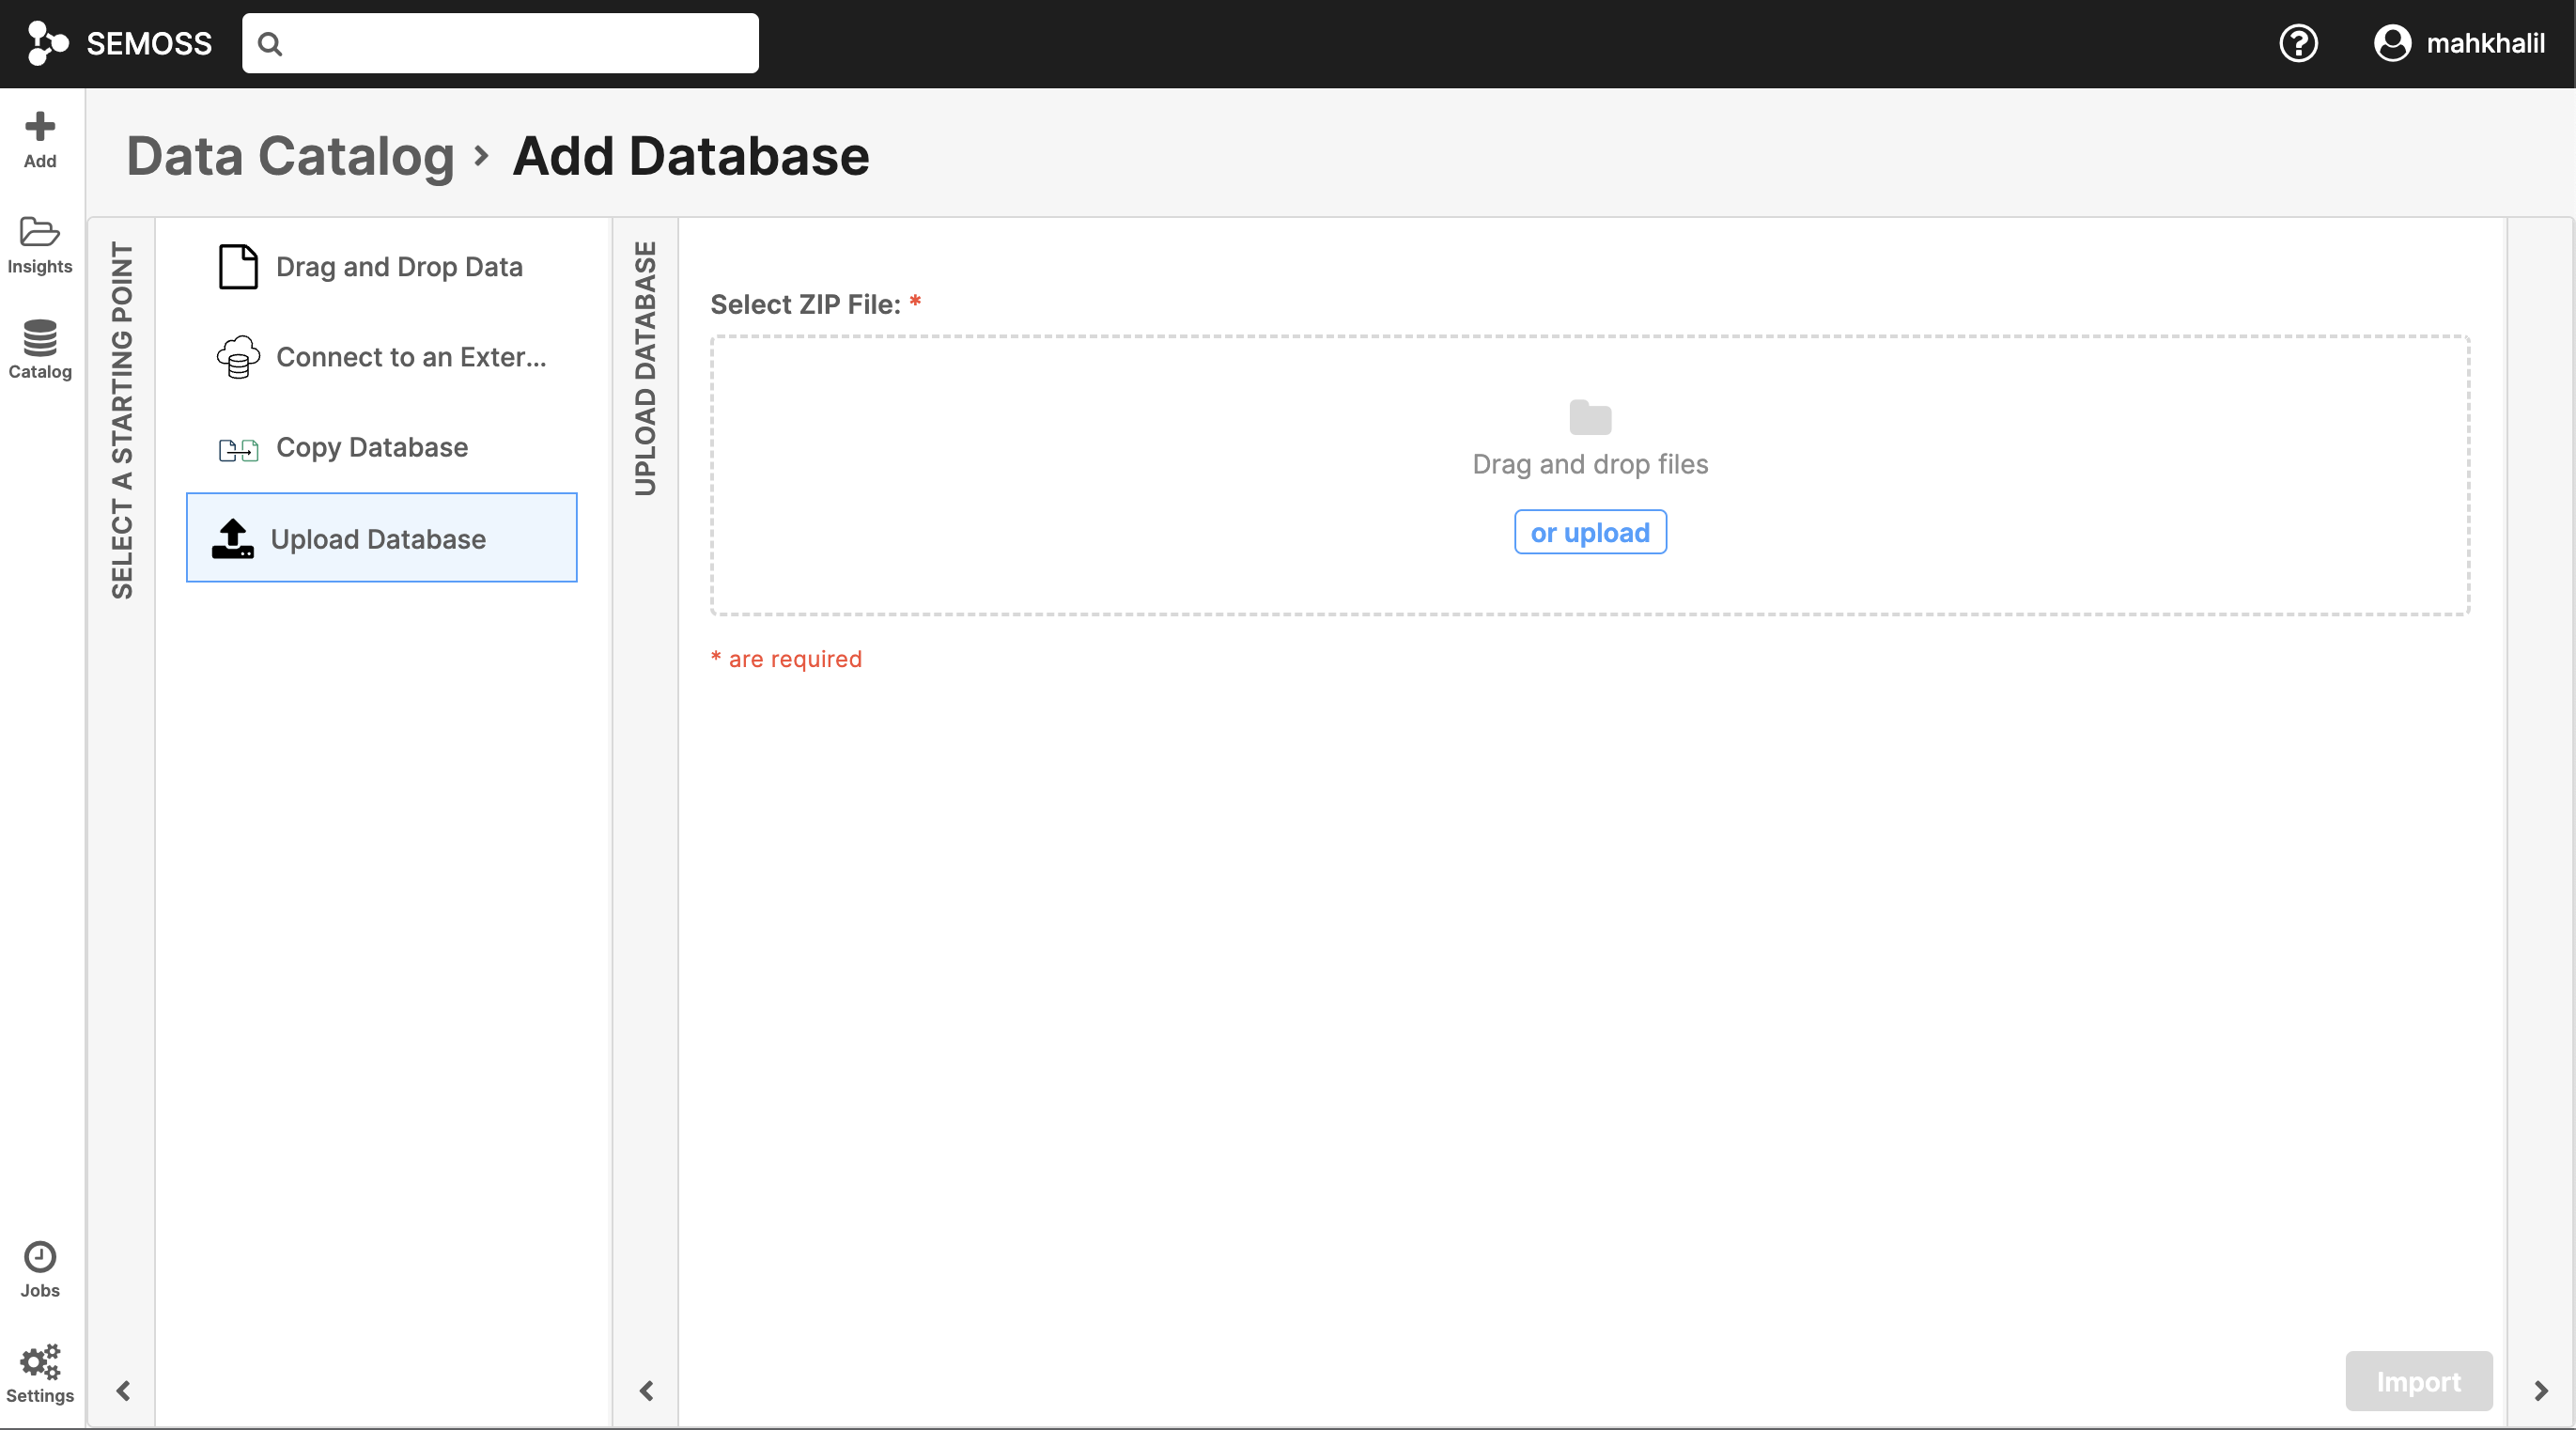 SEMOSS
mahkhalil
Add
Insights
Catalog
Jobs
Settings
Data Catalog › Add Database
SELECT A STARTING POINT
Drag and Drop Data
Connect to an Exter...
Copy Database
Upload Database
UPLOAD DATABASE
Select ZIP File: *
Drag and drop files
or upload
* are required
Import